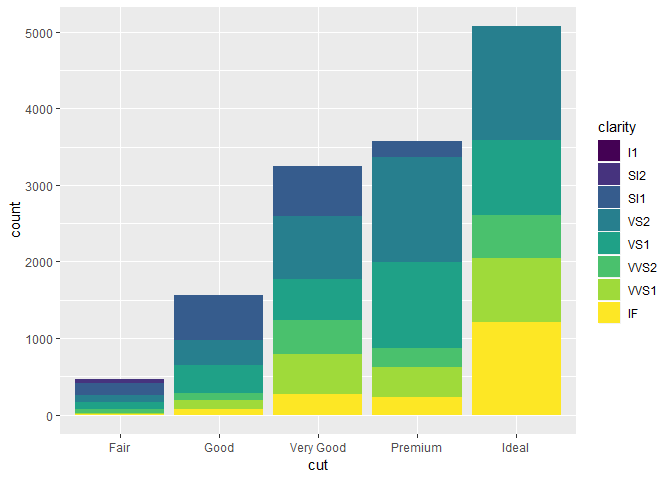 5000
4000
3000
2000
1000
0
count
Fair Good Very Good Premium Ideal
cut
clarity
I1
SI2
SI1
VS2
VS1
VVS2
VVS1
IF